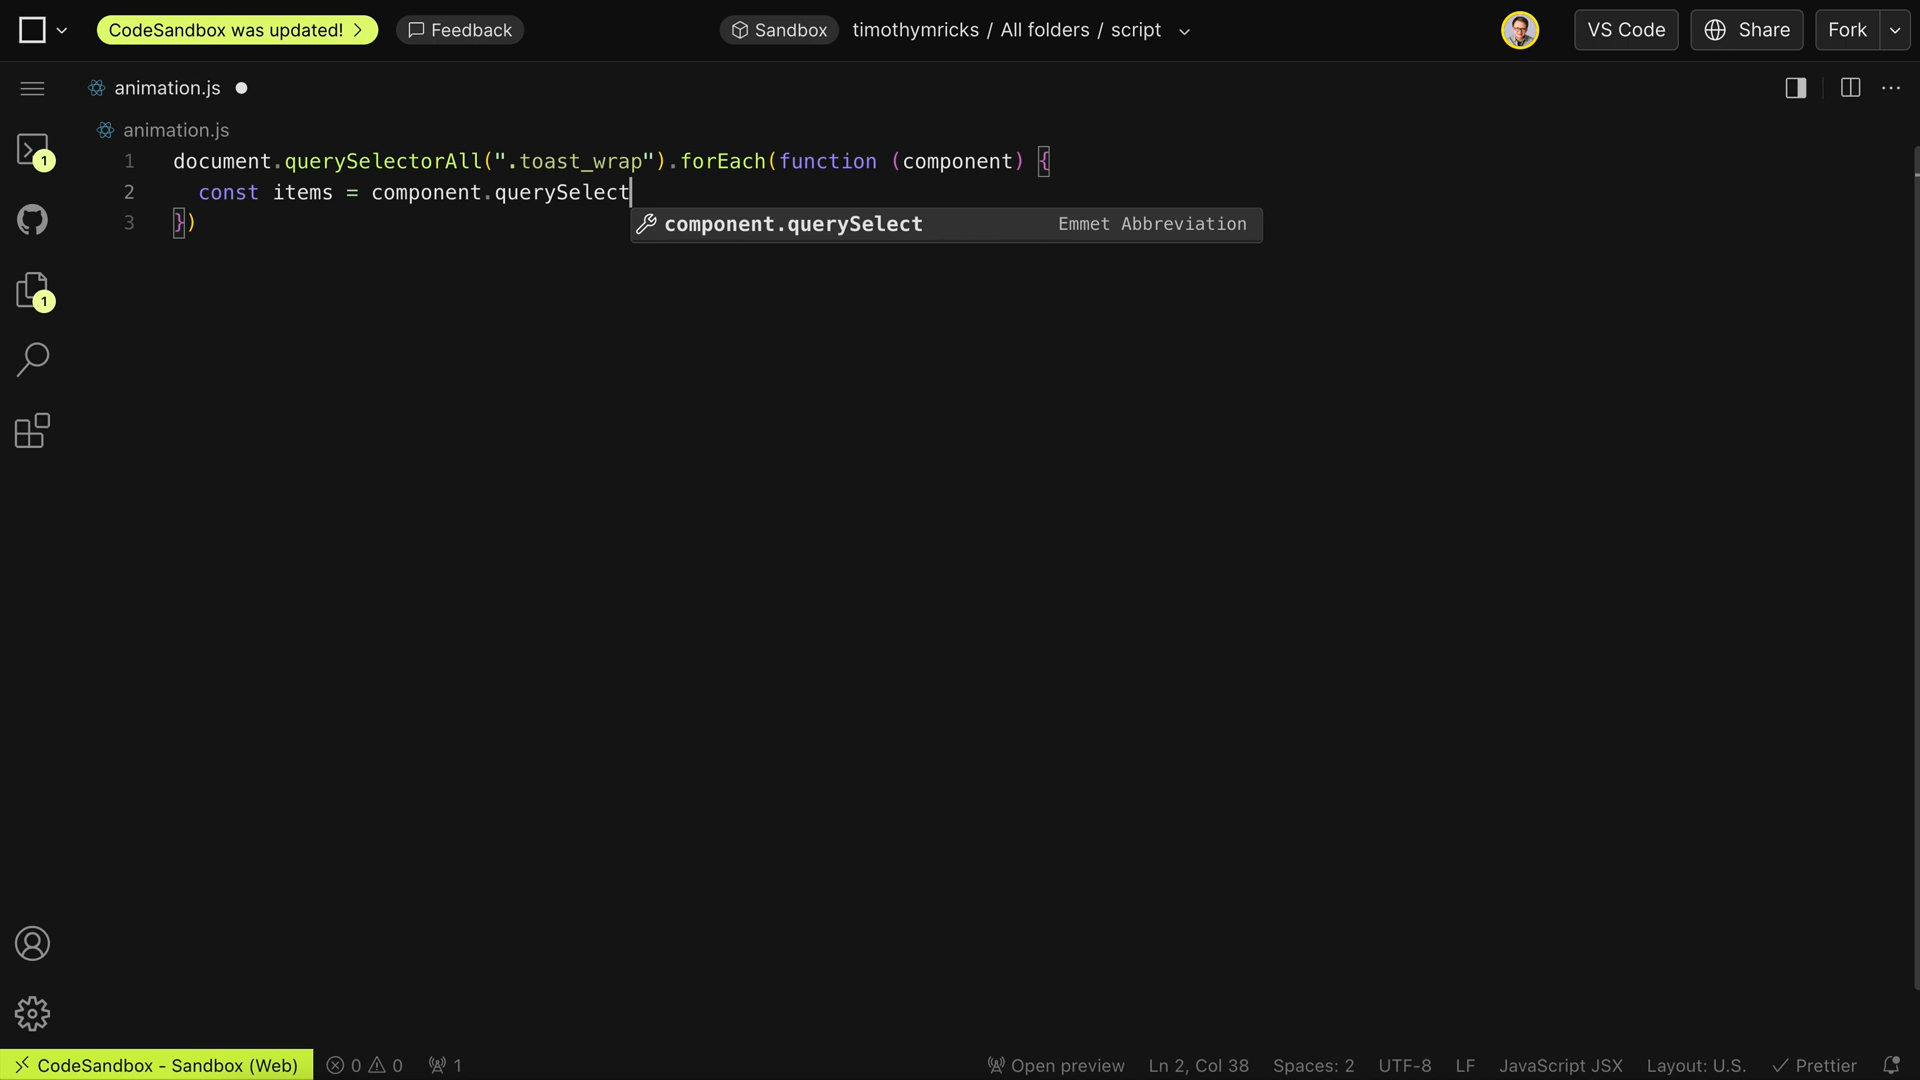 CodeSandbox was updated!
Feedback
Sandbox
timothymricks / All folders / script
VS Code
Share
Fork
animation.js
animation.js
1 document.querySelectorAll(".toast_wrap").forEach(function (component) {
2 const items = component.querySelect
3 })
component.querySelect Emmet Abbreviation
1
1
CodeSandbox - Sandbox (Web)
0 0
1
Open preview
Ln 2, Col 38
Spaces: 2
UTF-8
LF
JavaScript JSX
Layout: U.S.
Prettier